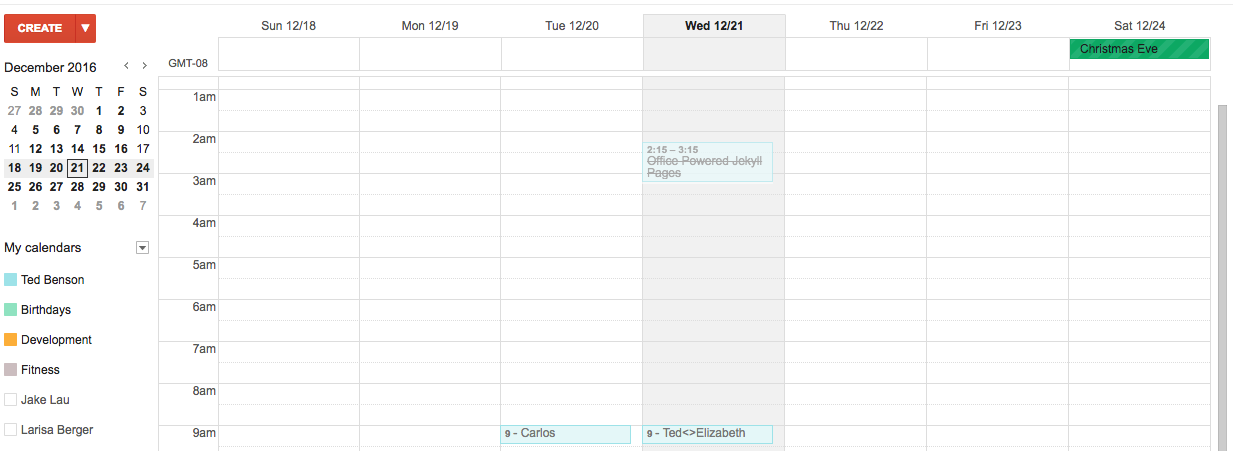 CREATE
Sun 12/18 Mon 12/19 Tue 12/20 Wed 12/21 Thu 12/22 Fri 12/23 Sat 12/24
Christmas Eve
GMT-08
December 2016
S M T W T F S
27 28 29 30 1 2 3
4 5 6 7 8 9 10
11 12 13 14 15 16 17
18 19 20 21 22 23 24
25 26 27 28 29 30 31
1 2 3 4 5 6 7
My calendars
Ted Benson
Birthdays
Development
Fitness
Jake Lau
Larisa Berger
1am
2am
2:15 – 3:15
Office Powered Jekyll
Pages
3am
4am
5am
6am
7am
8am
9am
9 - Carlos
9 - Ted<>Elizabeth